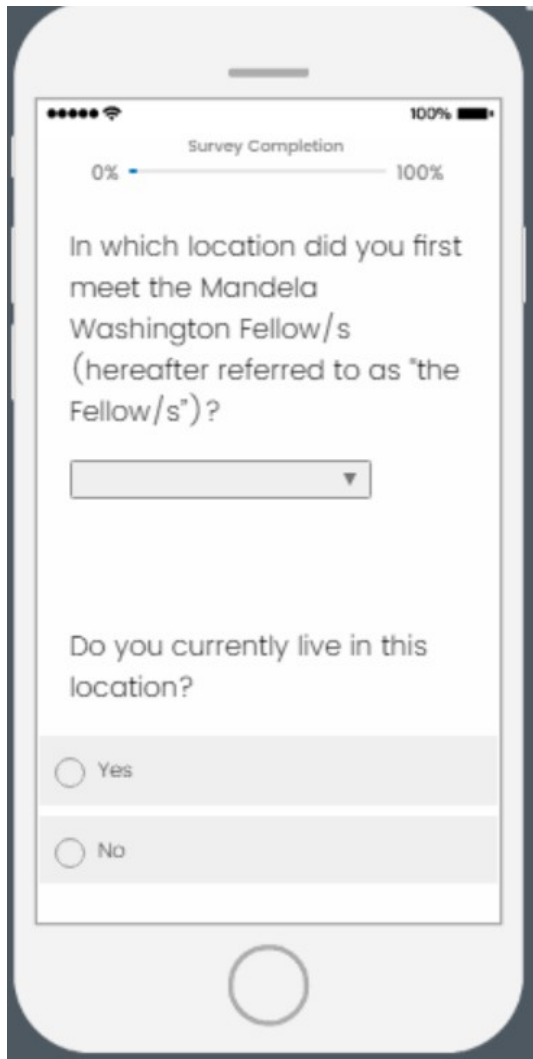 100%
Survey Completion
0% 100%
In which location did you first
meet the Mandela
Washington Fellow/s
(hereafter referred to as "the
Fellow/s")?
Do you currently live in this
location?
Yes
No